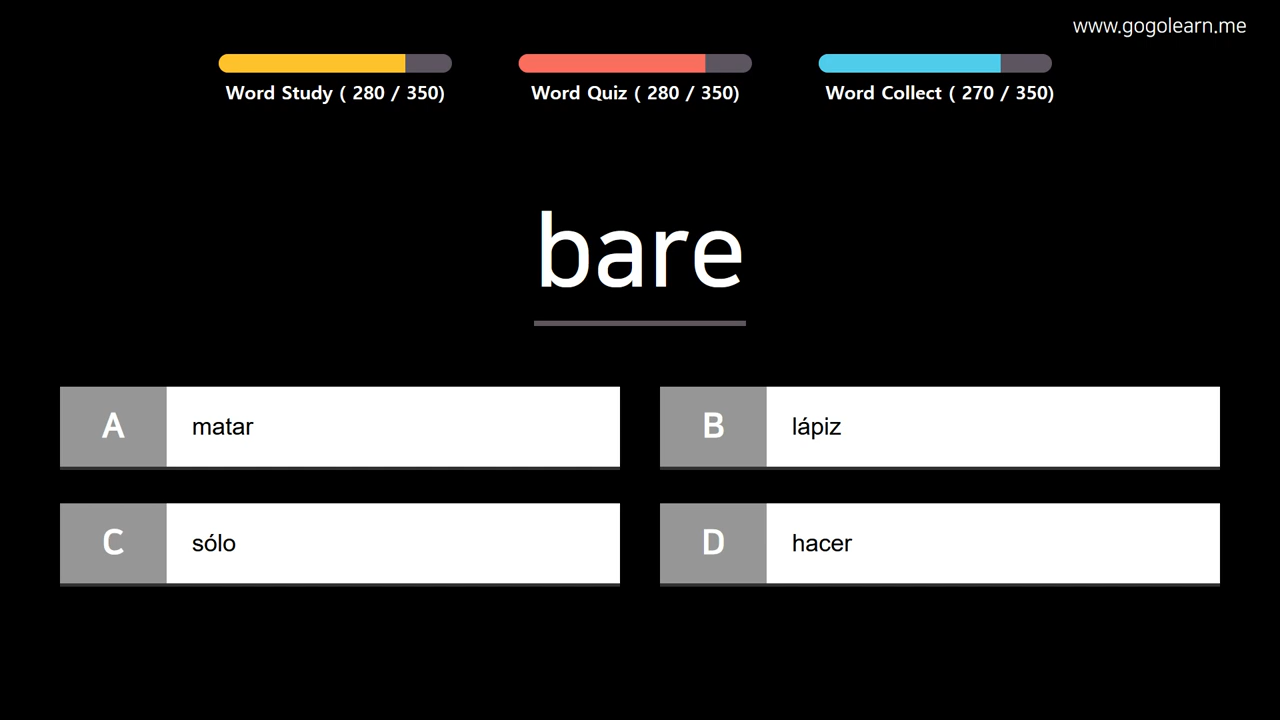 www.gogolearn.me
Word Study ( 280 / 350)
Word Quiz ( 280 / 350)
Word Collect ( 270 / 350)
bare
A matar
B lápiz
C sólo
D hacer